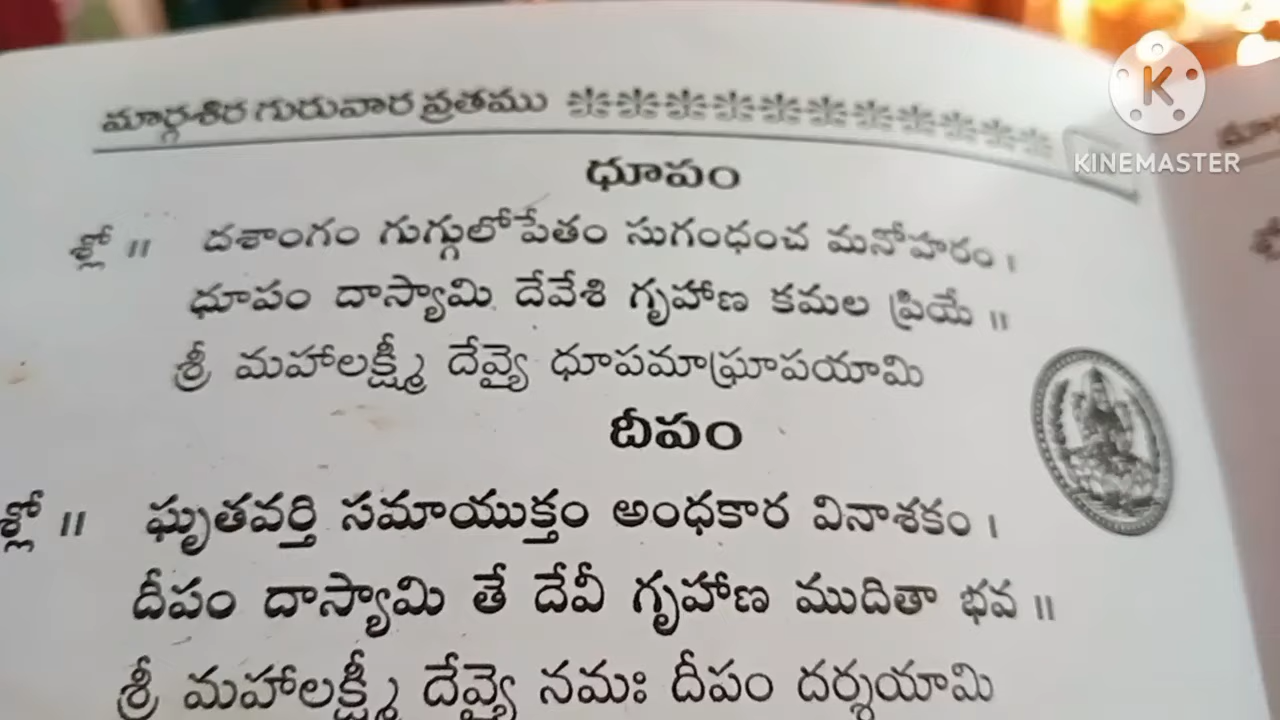 మార్గశిర గురువార వ్రతము
KINEMASTER
ధూపం
శ్లో ॥ దశాంగం గుగ్గులోపేతం సుగంధంచ మనోహరం ।
ధూపం దాస్యామి దేవేశి గృహాణ కమల ప్రియే ॥
శ్రీ మహాలక్ష్మీ దేవ్యై ధూపమాఘ్రాపయామి
దీపం
శ్లో ॥ ఘృతవర్తి సమాయుక్తం అంధకార వినాశకం ।
దీపం దాస్యామి తే దేవీ గృహాణ ముదితా భవ ॥
శ్రీ మహాలక్ష్మీ దేవ్యై నమః దీపం దర్శయామి